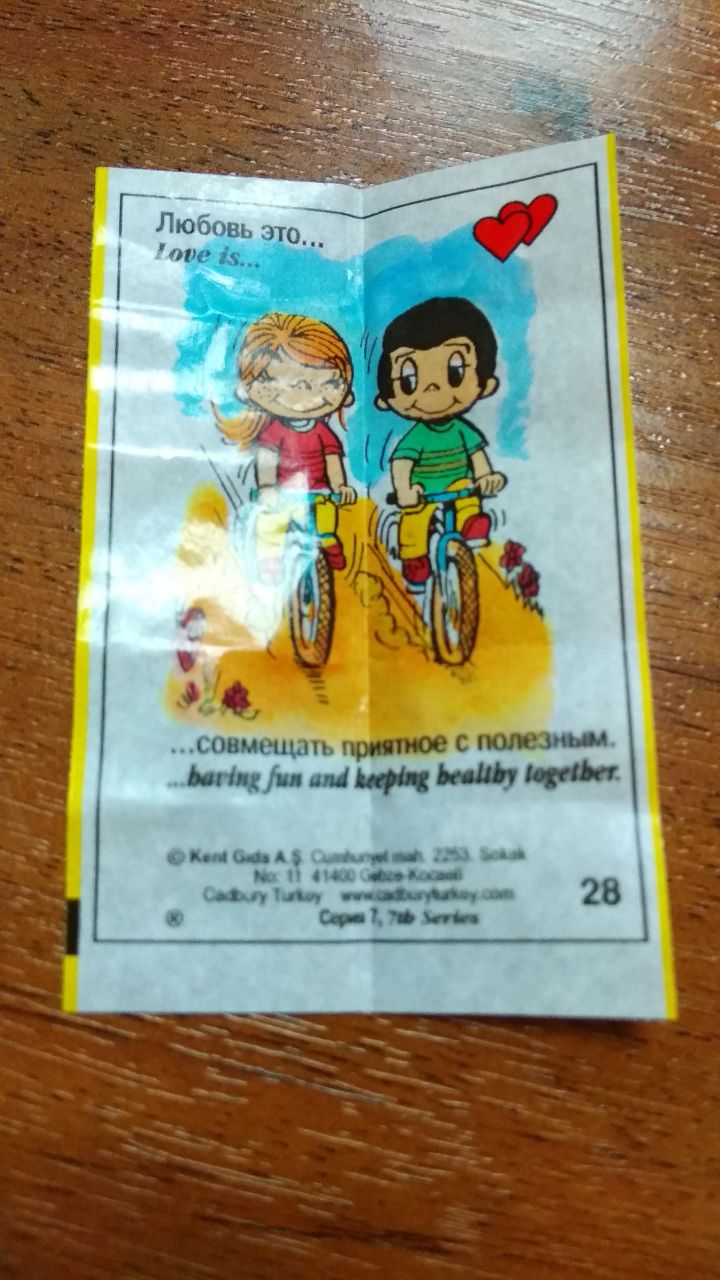 Любовь это...
Love is...
...совмещать приятное с полезным.
...having fun and keeping healthy together.
© Kent Gıda A.Ş. Cumhuriyet mah. 2253. Sokak
No: 11 41400 Gebze-Kocaeli
Cadbury Turkey www.cadburyturkey.com
28
® Серия 7, 7th Series